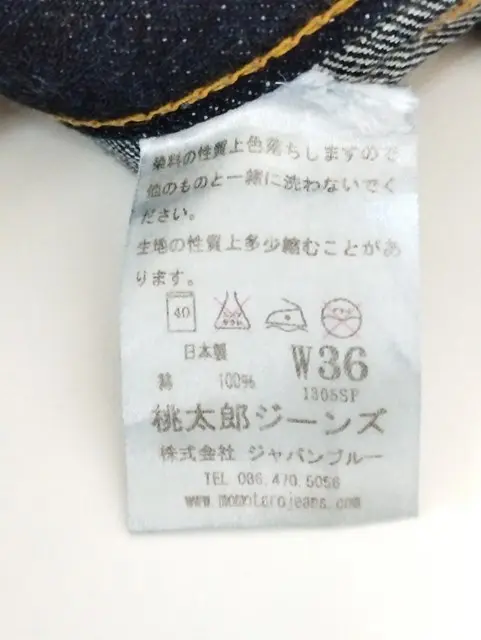 染料の性質上色落ちしますので
他のものと一緒に洗わないでく
ださい。
生地の性質上多少縮むことがあ
ります。
40
日本製
W36
綿 100%
1305SP
桃太郎ジーンズ
株式会社 ジャパンブルー
TEL 086.470.5056
www.momotarojeans.com